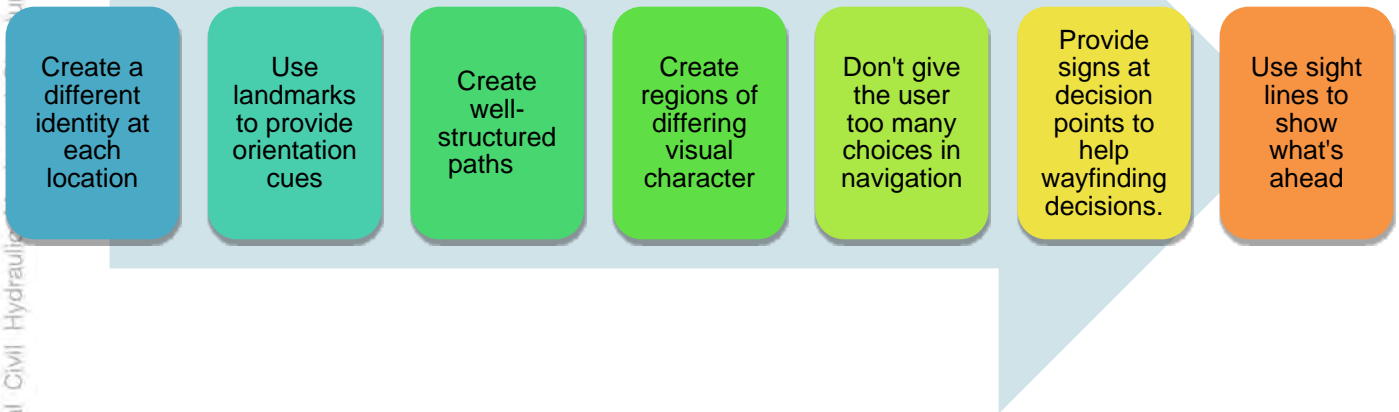 Create a
different
identity at
each
location
Use
landmarks
to provide
orientation
cues
Create
well-
structured
paths
Create
regions of
differing
visual
character
Don't give
the user
too many
choices in
navigation
Provide
signs at
decision
points to
help
wayfinding
decisions.
Use sight
lines to
show
what's
ahead
Civil Hydraulic